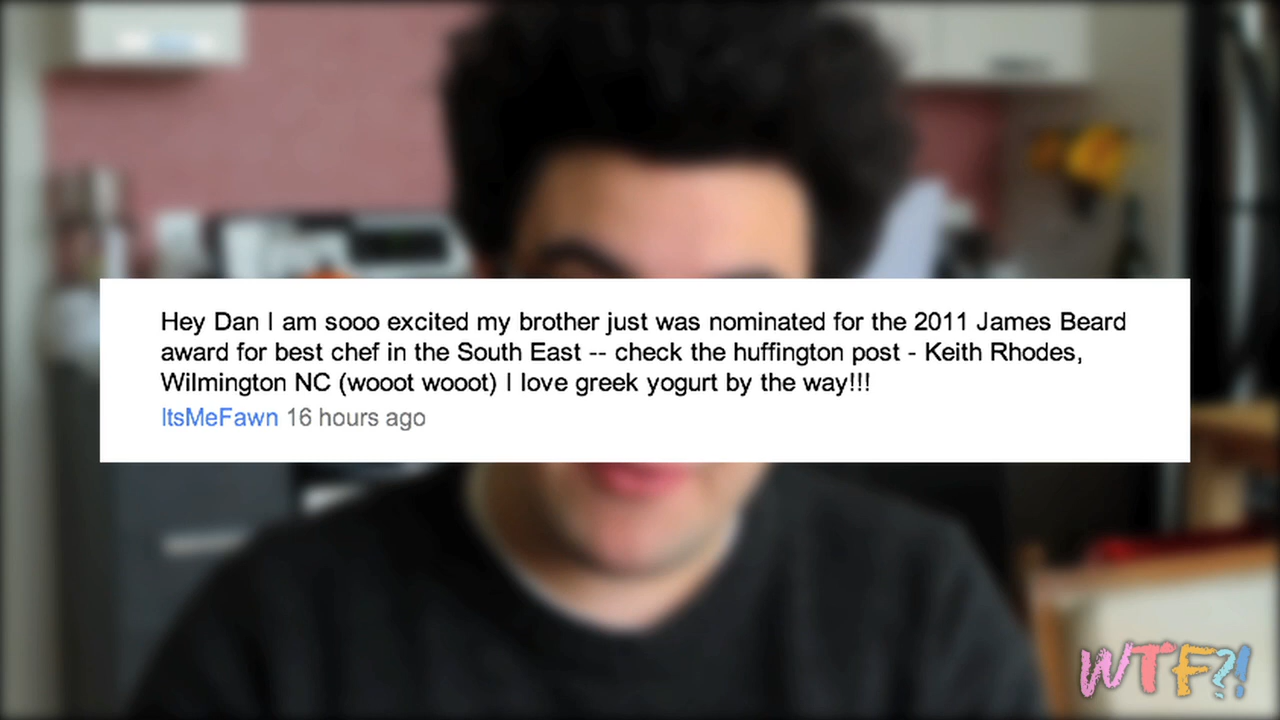 Hey Dan I am sooo excited my brother just was nominated for the 2011 James Beard
award for best chef in the South East -- check the huffington post - Keith Rhodes,
Wilmington NC (wooot wooot) I love greek yogurt by the way!!!
ItsMeFawn 16 hours ago
WTF?!